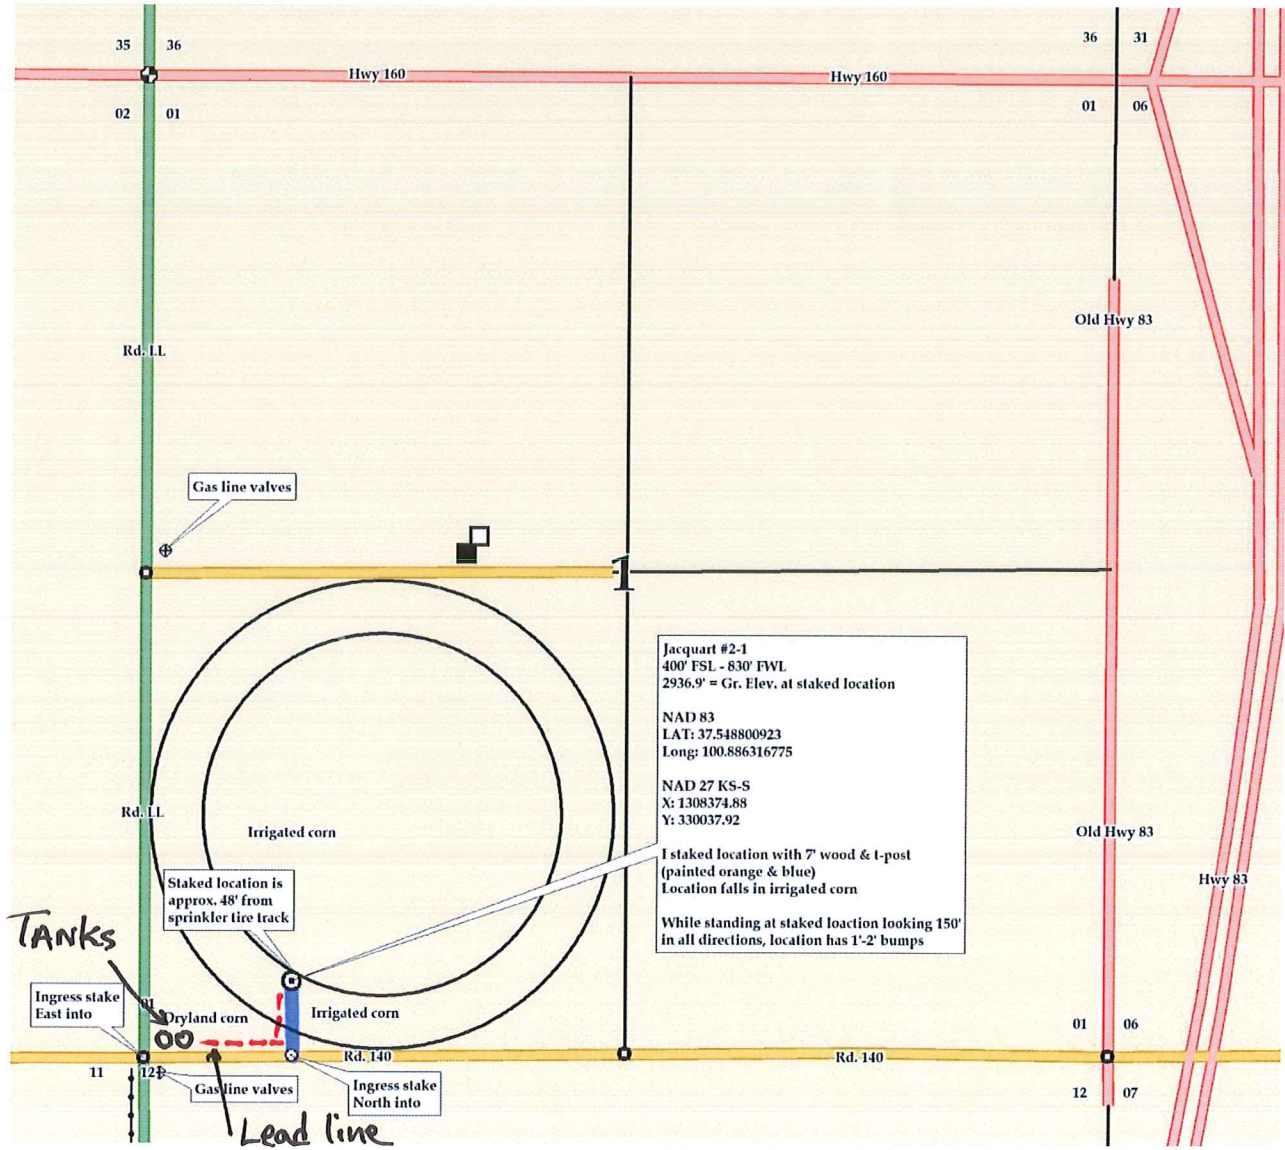 35 36
36 31
Hwy 160
Hwy 160
02 01
01 06
Old Hwy 83
Rd. LL
Gas line valves
1
Jacquart #2-1
400' FSL - 830' FWL
2936.9' = Gr. Elev. at staked location
NAD 83
LAT: 37.548800923
Long: 100.886316775
NAD 27 KS-S
X: 1308374.88
Y: 330037.92
I staked location with 7' wood & t-post
(painted orange & blue)
Location falls in irrigated corn
While standing at staked loaction looking 150'
in all directions, location has 1'-2' bumps
Rd. LL
Irrigated corn
Old Hwy 83
Hwy 83
Staked location is
approx. 48' from
sprinkler tire track
TANKS
Ingress stake
East into
01
Dryland corn
Irrigated corn
01 06
Rd. 140
Rd. 140
11 12
Gas line valves
Ingress stake
North into
12 07
Lead line